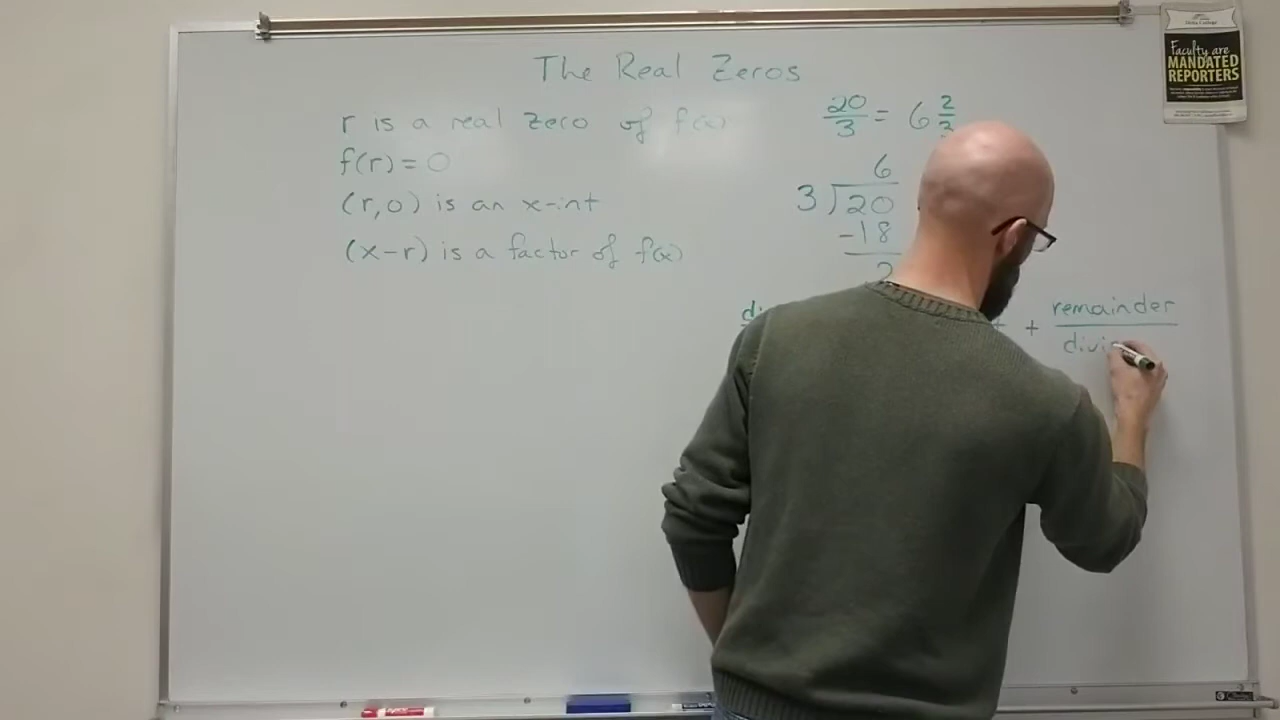 The Real Zeros
r is a real zero of f(x)
f(r) = 0
(r,0) is an x-int
(x-r) is a factor of f(x)
20/3 = 6 2/3
6
3 20
-18
2
+ remainder
Faculty are
MANDATED
REPORTERS